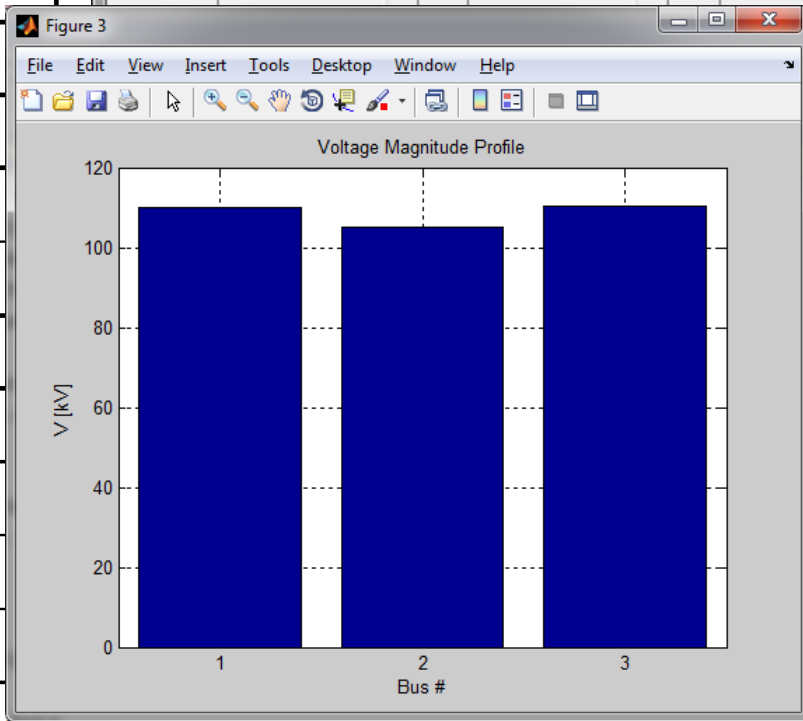 Figure 3
File Edit View Insert Tools Desktop Window Help
Voltage Magnitude Profile
120
100
80
60
40
20
0
V [kV]
1 2 3
Bus #